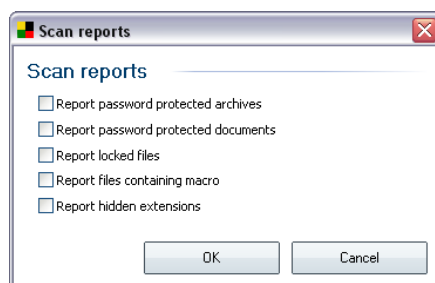 Scan reports
Scan reports
Report password protected archives
Report password protected documents
Report locked files
Report files containing macro
Report hidden extensions
OK
Cancel